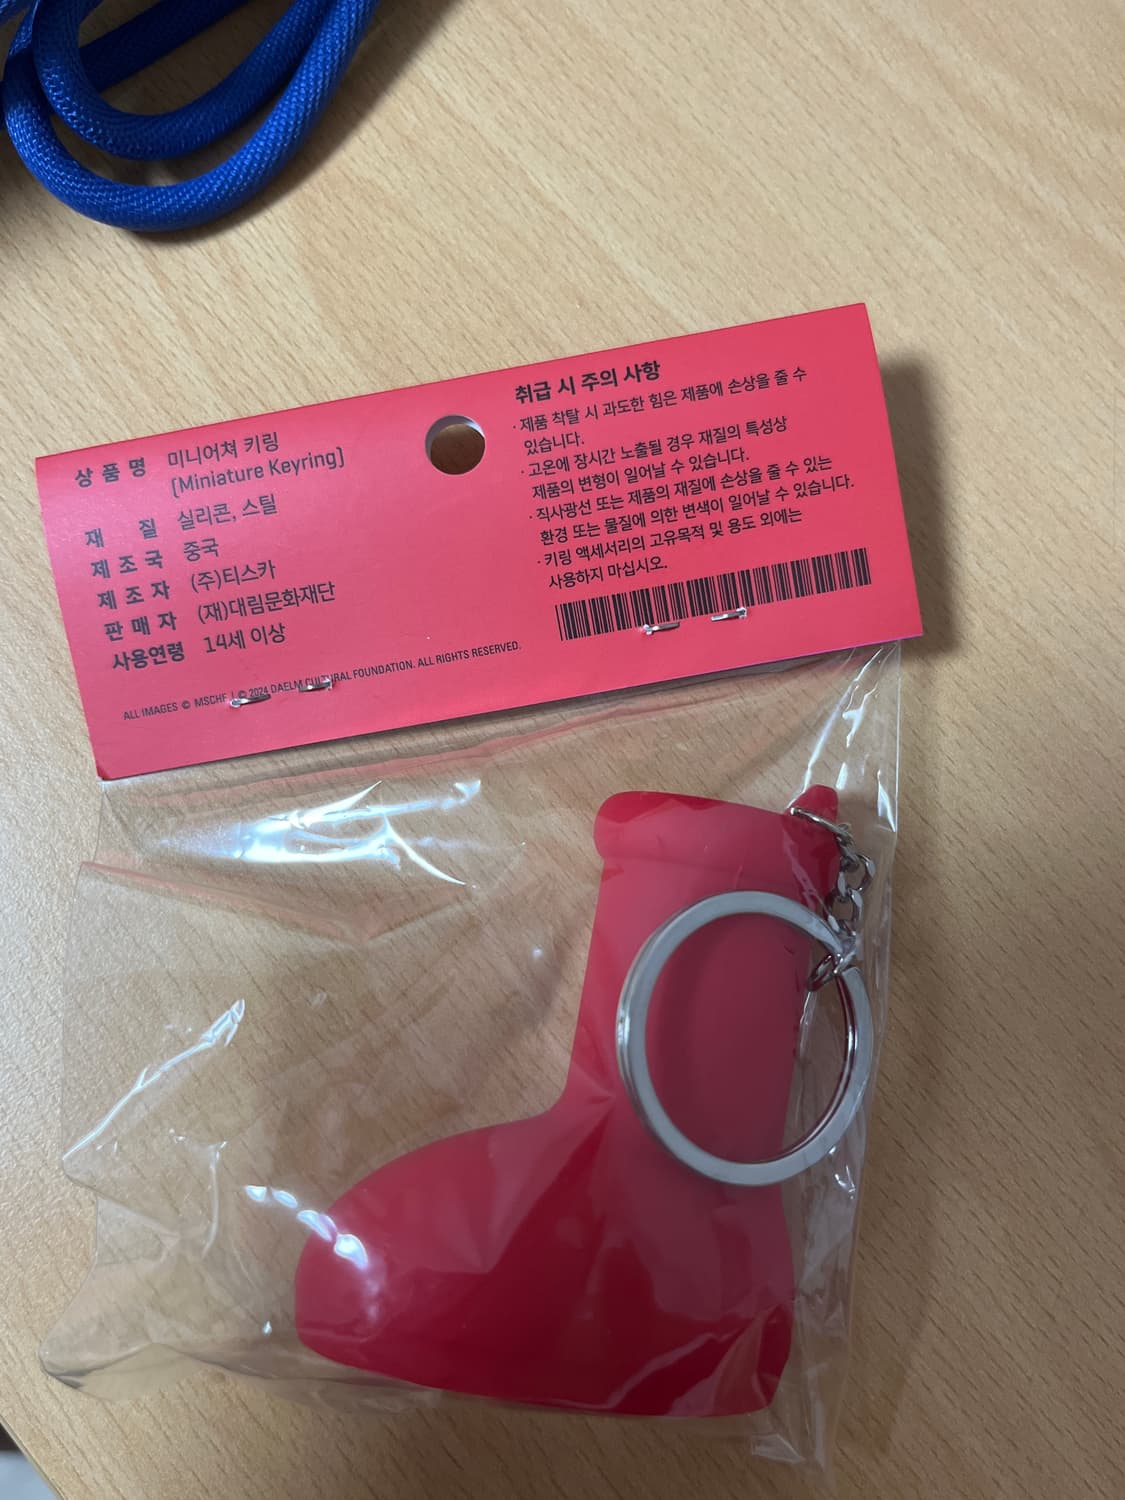 상품명 미니어쳐 키링
(Miniature Keyring)
재 질 실리콘, 스틸
제조국 중국
제조자 (주)티스카
판매자 (재)대림문화재단
사용연령 14세 이상
ALL IMAGES © MSCHF | © 2024 DAELM CULTURAL FOUNDATION. ALL RIGHTS RESERVED.
취급 시 주의 사항
· 제품 착탈 시 과도한 힘은 제품에 손상을 줄 수
있습니다.
· 고온에 장시간 노출될 경우 재질의 특성상
제품의 변형이 일어날 수 있습니다.
· 직사광선 또는 제품의 재질에 손상을 줄 수 있는
환경 또는 물질에 의한 변색이 일어날 수 있습니다.
· 키링 액세서리의 고유목적 및 용도 외에는
사용하지 마십시오.